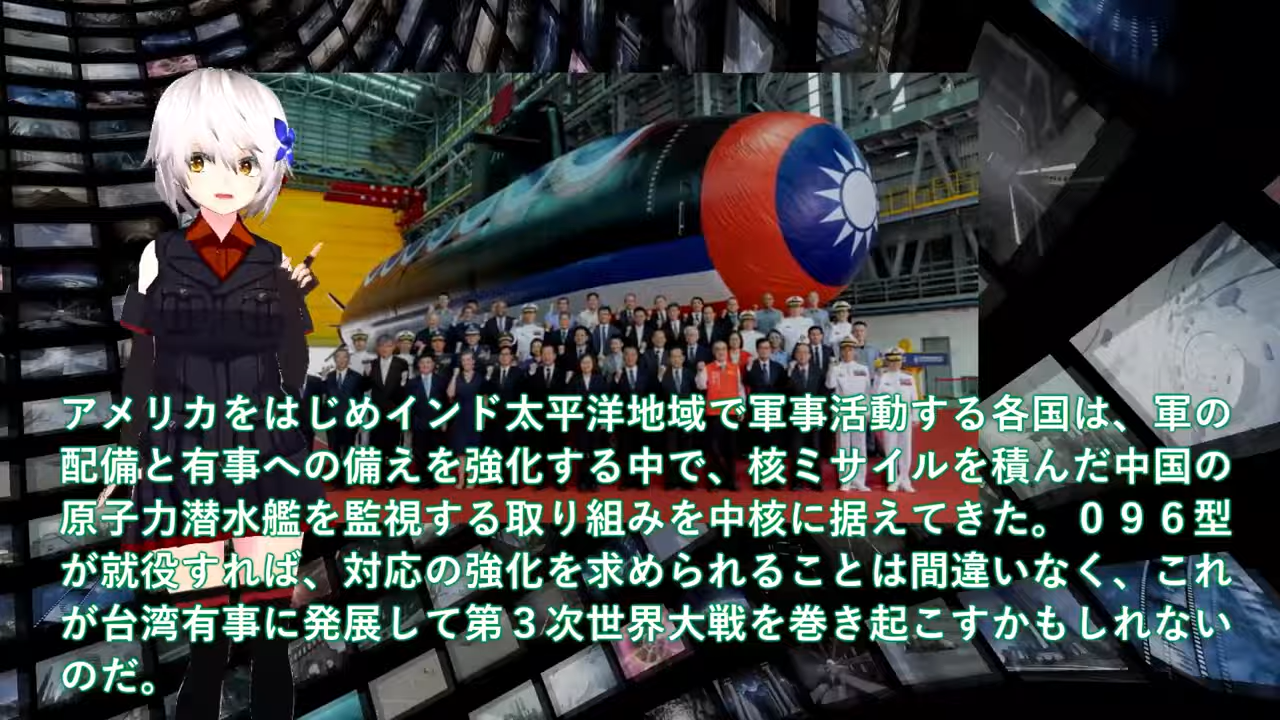 アメリカをはじめインド太平洋地域で軍事活動する各国は、軍の
配備と有事への備えを強化する中で、核ミサイルを積んだ中国の
原子力潜水艦を監視する取り組みを中核に据えてきた。０９６型
が就役すれば、対応の強化を求められることは間違いなく、これ
が台湾有事に発展して第３次世界大戦を巻き起こすかもしれない
のだ。